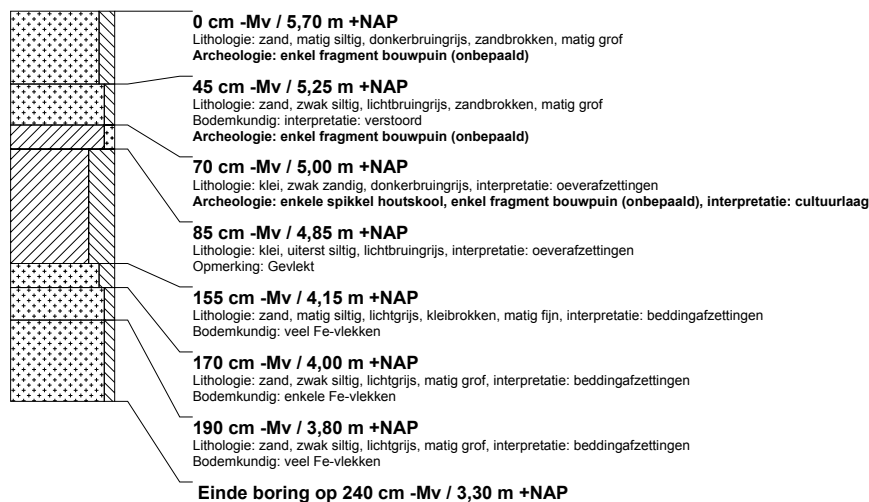 0 cm -Mv / 5,70 m +NAP
Lithologie: zand, matig siltig, donkerbruingrijs, zandbrokken, matig grof
Archeologie: enkel fragment bouwpuin (onbepaald)
45 cm -Mv / 5,25 m +NAP
Lithologie: zand, zwak siltig, lichtbruingrijs, zandbrokken, matig grof
Bodemkundig: interpretatie: verstoord
Archeologie: enkel fragment bouwpuin (onbepaald)
70 cm -Mv / 5,00 m +NAP
Lithologie: klei, zwak zandig, donkerbruingrijs, interpretatie: oeverafzettingen
Archeologie: enkele spikkel houtskool, enkel fragment bouwpuin (onbepaald), interpretatie: cultuurlaag
85 cm -Mv / 4,85 m +NAP
Lithologie: klei, uiterst siltig, lichtbruingrijs, interpretatie: oeverafzettingen
Opmerking: Gevlekt
155 cm -Mv / 4,15 m +NAP
Lithologie: zand, matig siltig, lichtgrijs, kleibrokken, matig fijn, interpretatie: beddingafzettingen
Bodemkundig: veel Fe-vlekken
170 cm -Mv / 4,00 m +NAP
Lithologie: zand, zwak siltig, lichtgrijs, matig grof, interpretatie: beddingafzettingen
Bodemkundig: enkele Fe-vlekken
190 cm -Mv / 3,80 m +NAP
Lithologie: zand, zwak siltig, lichtgrijs, matig grof, interpretatie: beddingafzettingen
Bodemkundig: veel Fe-vlekken
Einde boring op 240 cm -Mv / 3,30 m +NAP